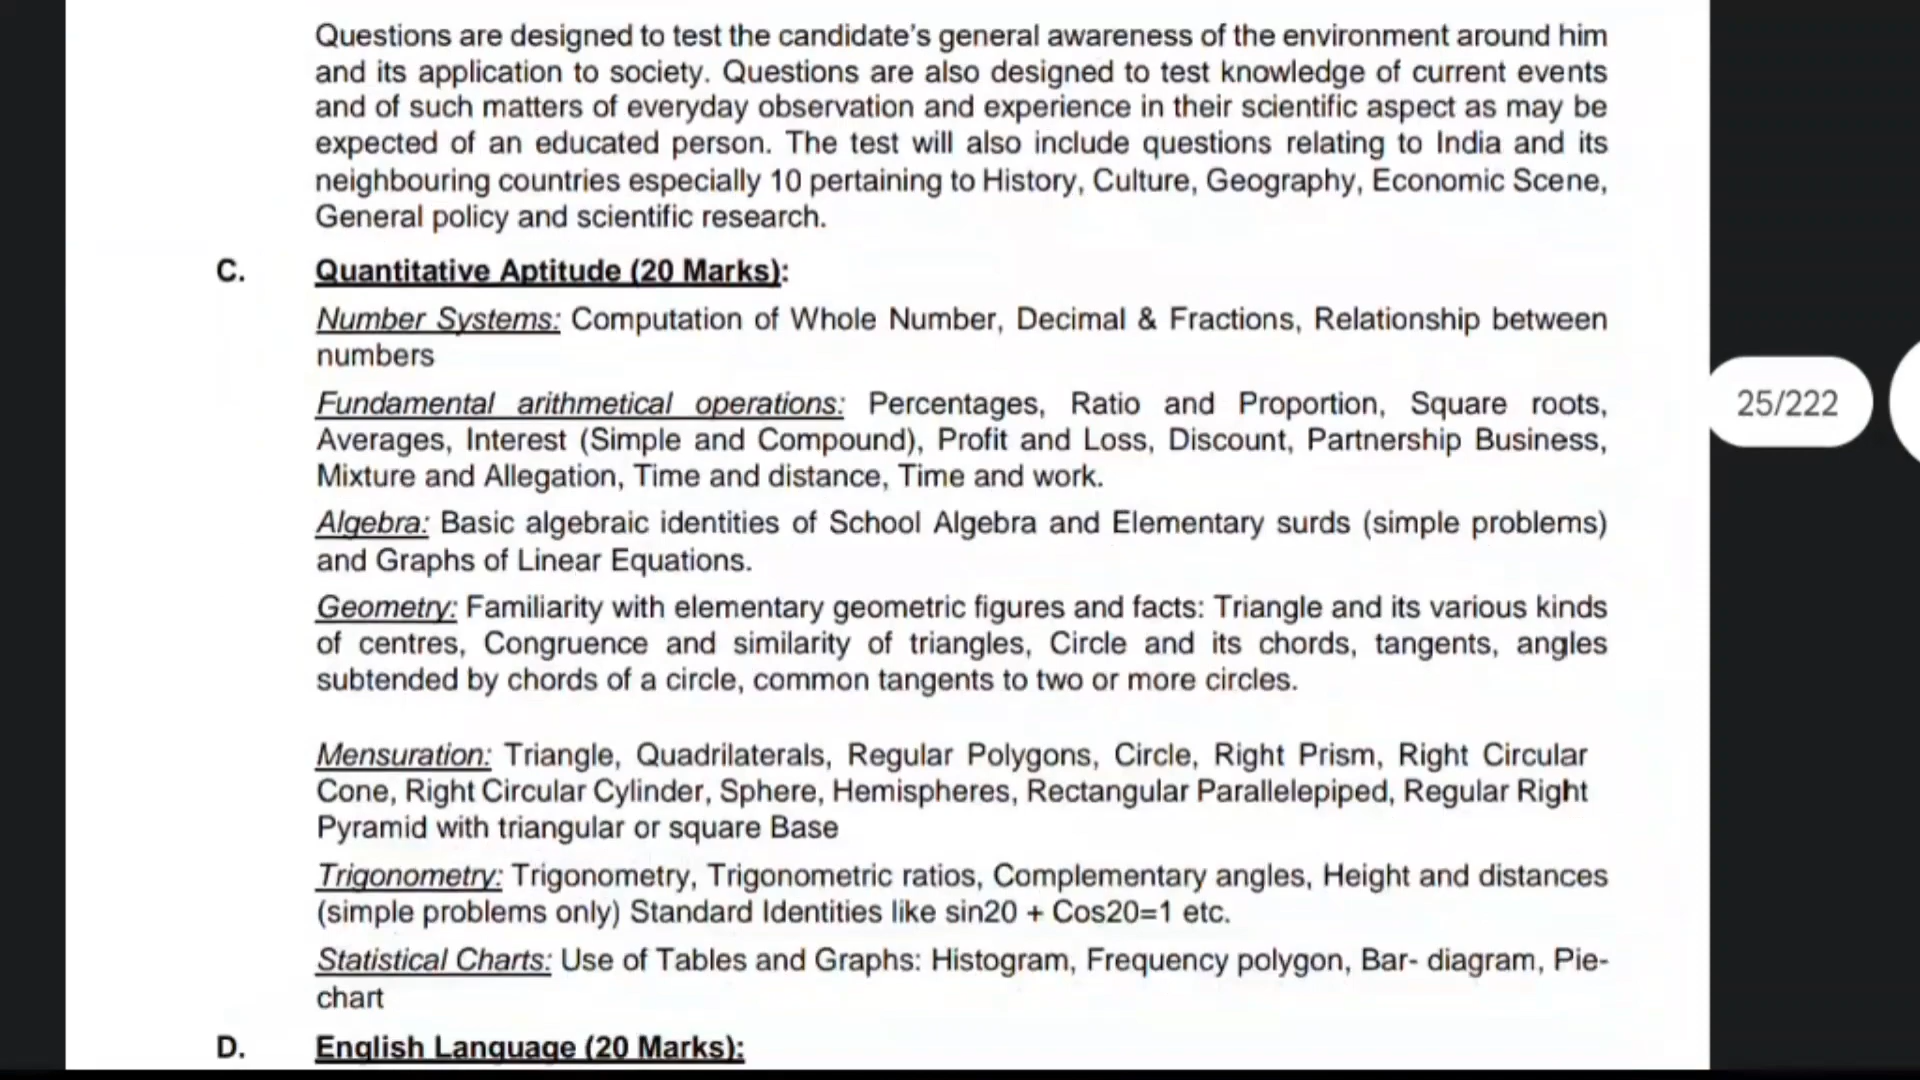 Questions are designed to test the candidate's general awareness of the environment around him
and its application to society. Questions are also designed to test knowledge of current events
and of such matters of everyday observation and experience in their scientific aspect as may be
expected of an educated person. The test will also include questions relating to India and its
neighbouring countries especially 10 pertaining to History, Culture, Geography, Economic Scene,
General policy and scientific research.
C. Quantitative Aptitude (20 Marks):
Number Systems: Computation of Whole Number, Decimal & Fractions, Relationship between
numbers
25/222
Fundamental arithmetical operations: Percentages, Ratio and Proportion, Square roots,
Averages, Interest (Simple and Compound), Profit and Loss, Discount, Partnership Business,
Mixture and Allegation, Time and distance, Time and work.
Algebra: Basic algebraic identities of School Algebra and Elementary surds (simple problems)
and Graphs of Linear Equations.
Geometry: Familiarity with elementary geometric figures and facts: Triangle and its various kinds
of centres, Congruence and similarity of triangles, Circle and its chords, tangents, angles
subtended by chords of a circle, common tangents to two or more circles.
Mensuration: Triangle, Quadrilaterals, Regular Polygons, Circle, Right Prism, Right Circular
Cone, Right Circular Cylinder, Sphere, Hemispheres, Rectangular Parallelepiped, Regular Right
Pyramid with triangular or square Base
Trigonometry: Trigonometry, Trigonometric ratios, Complementary angles, Height and distances
(simple problems only) Standard Identities like sin20 + Cos20=1 etc.
Statistical Charts: Use of Tables and Graphs: Histogram, Frequency polygon, Bar- diagram, Pie-
chart
D. English Language (20 Marks):